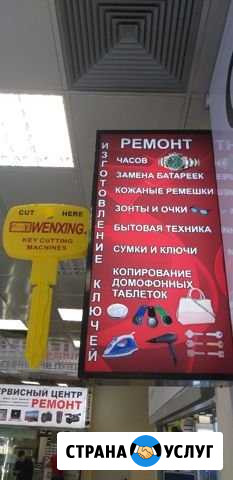 РЕМОНТ
ЧАСОВ
ЗАМЕНА БАТАРЕЕК
КОЖАНЫЕ РЕМЕШКИ
ЗОНТЫ И ОЧКИ
БЫТОВАЯ ТЕХНИКА
СУМКИ И КЛЮЧИ
КОПИРОВАНИЕ
ДОМОФОННЫХ
ТАБЛЕТОК
ИЗГОТОВЛЕНИЕ КЛЮЧЕЙ
CUT HERE
WENXING
KEY CUTTING
MACHINES
РВИСНЫЙ ЦЕНТР
РЕМОНТ
СТРАНА УСЛУГ